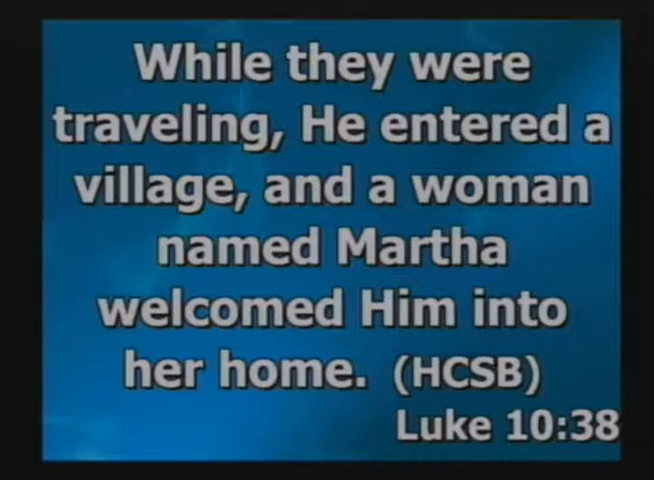 While they were
traveling, He entered a
village, and a woman
named Martha
welcomed Him into
her home. (HCSB)
Luke 10:38